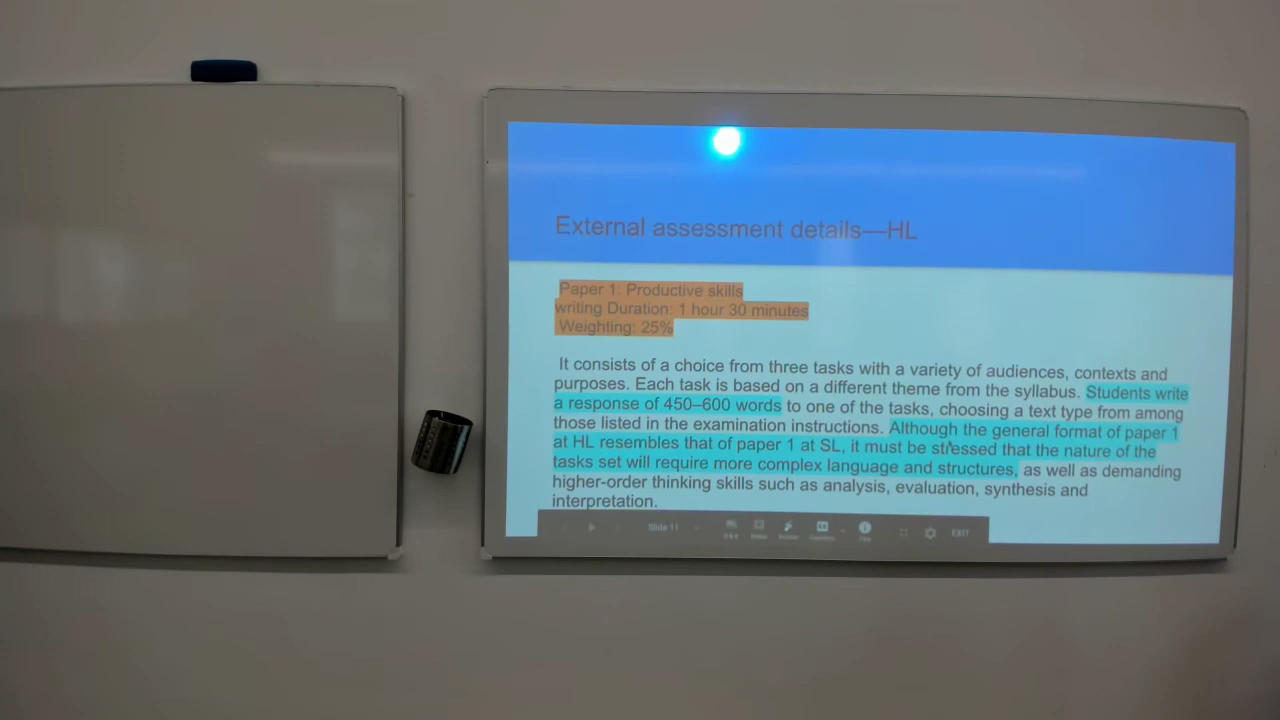 External assessment details—HL
Paper 1: Productive skills
writing Duration: 1 hour 30 minutes
Weighting: 25%
It consists of a choice from three tasks with a variety of audiences, contexts and
purposes. Each task is based on a different theme from the syllabus. Students write
a response of 450–600 words to one of the tasks, choosing a text type from among
those listed in the examination instructions. Although the general format of paper 1
at HL resembles that of paper 1 at SL, it must be stressed that the nature of the
tasks set will require more complex language and structures, as well as demanding
higher-order thinking skills such as analysis, evaluation, synthesis and
interpretation.
Slide 11 EXIT